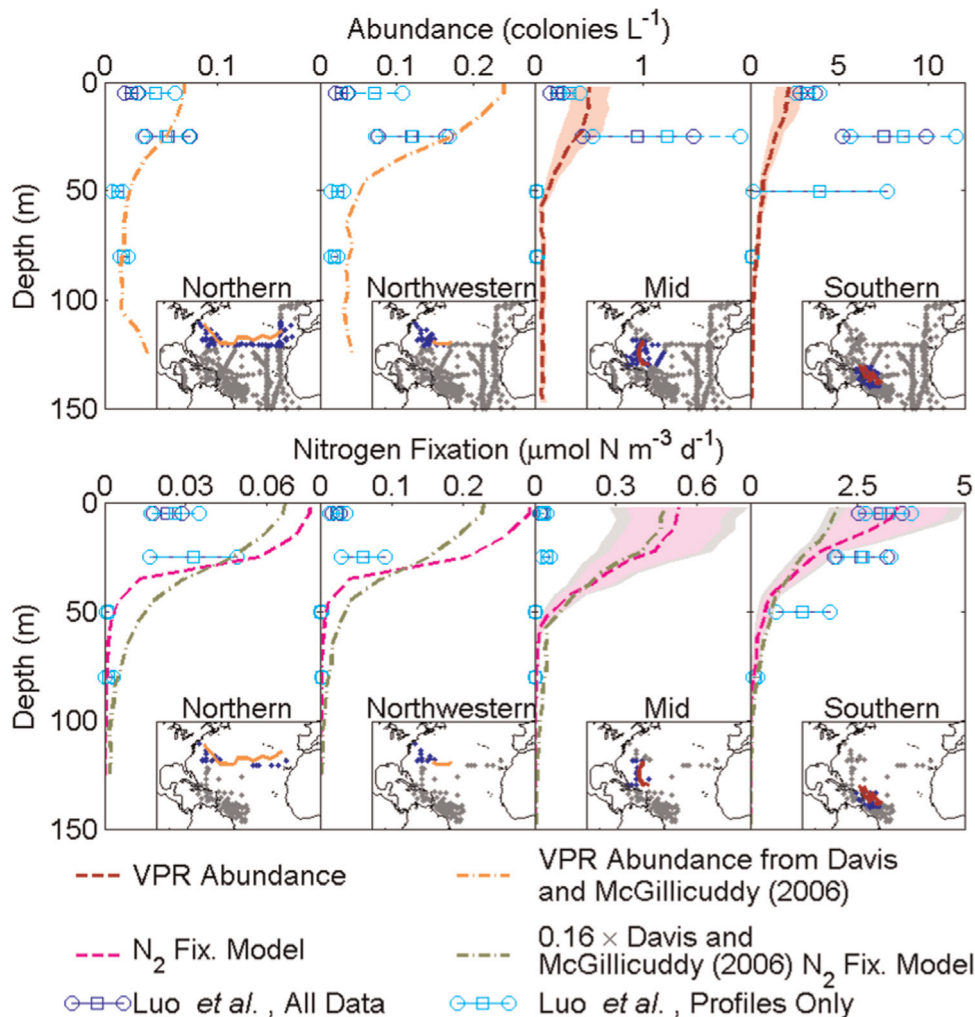 Abundance (colonies L-1)
0 0.1 0 0.2 0 1 0 5 10
0
50
100
150
Depth (m)
Northern Northwestern Mid Southern
Nitrogen Fixation (μmol N m-3 d-1)
0 0.03 0.06 0 0.1 0.2 0 0.3 0.6 0 2.5 5
0
50
100
150
Depth (m)
Northern Northwestern Mid Southern
VPR Abundance
VPR Abundance from Davis
and McGillicuddy (2006)
N2 Fix. Model
0.16 × Davis and
McGillicuddy (2006) N2 Fix. Model
Luo et al., All Data
Luo et al., Profiles Only